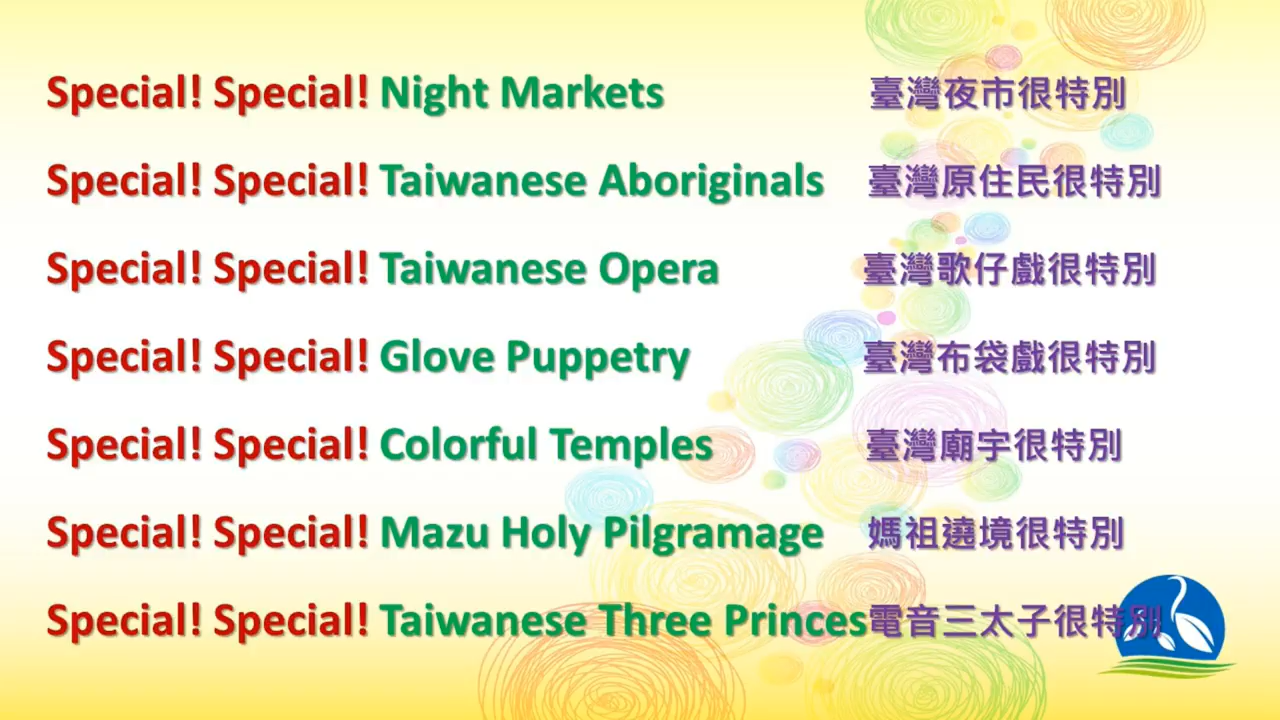 Special! Special! Night Markets 臺灣夜市很特別
Special! Special! Taiwanese Aboriginals 臺灣原住民很特別
Special! Special! Taiwanese Opera 臺灣歌仔戲很特別
Special! Special! Glove Puppetry 臺灣布袋戲很特別
Special! Special! Colorful Temples 臺灣廟宇很特別
Special! Special! Mazu Holy Pilgramage 媽祖遶境很特別
Special! Special! Taiwanese Three Princes電音三太子很特別